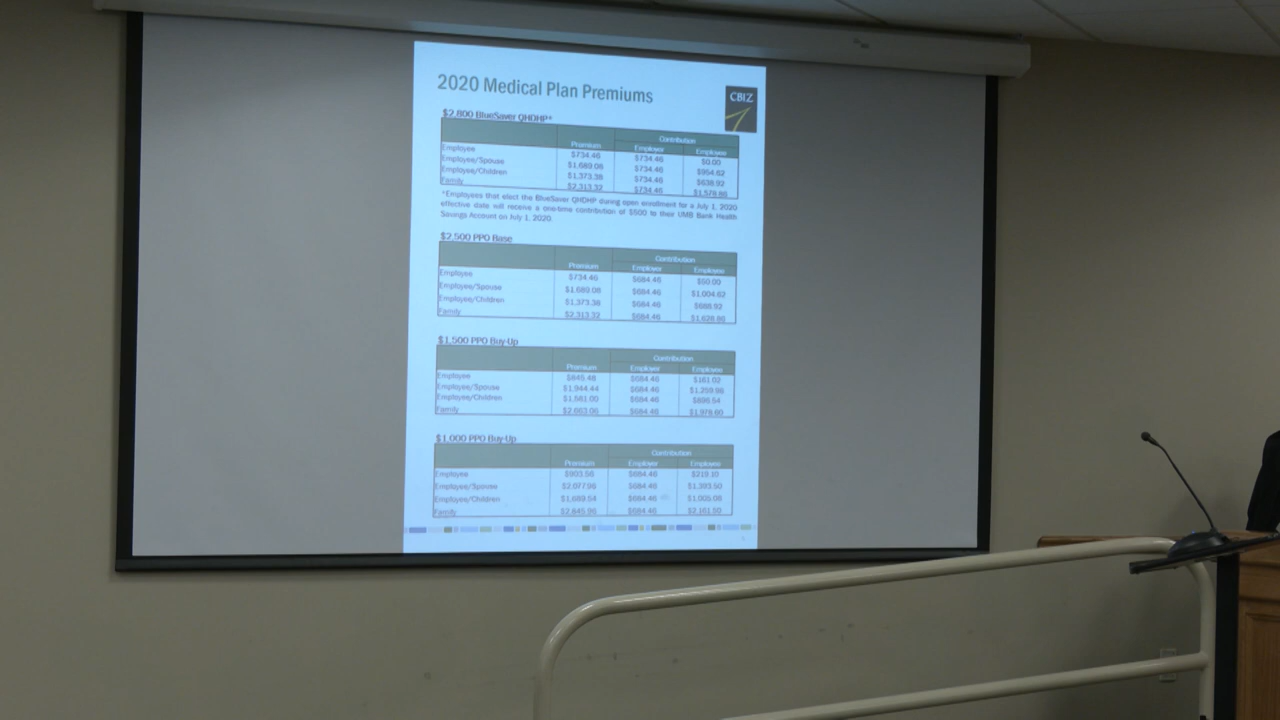 2020 Medical Plan Premiums
CBIZ
$2,800 BlueSaver QHDHP*
Contribution
Premium Employer Employee
Employee $734.46 $734.46 $0.00
Employee/Spouse $1,689.08 $734.46 $954.62
Employee/Children $1,373.38 $734.46 $638.92
Family $2,313.32 $734.46 $1,578.86
*Employees that elect the BlueSaver QHDHP during open enrollment for a July 1, 2020
effective date will receive a one-time contribution of $500 to their UMB Bank Health
Savings Account on July 1, 2020.
$2,500 PPO Base
Contribution
Premium Employer Employee
Employee $734.46 $684.46 $50.00
Employee/Spouse $1,689.08 $684.46 $1,004.62
Employee/Children $1,373.38 $684.46 $688.92
Family $2,313.32 $684.46 $1,628.86
$1,500 PPO Buy-Up
Contribution
Premium Employer Employee
Employee $845.48 $684.46 $161.02
Employee/Spouse $1,944.44 $684.46 $1,259.98
Employee/Children $1,581.00 $684.46 $896.54
Family $2,663.06 $684.46 $1,978.60
$1,000 PPO Buy-Up
Contribution
Premium Employer Employee
Employee $903.56 $684.46 $219.10
Employee/Spouse $2,077.96 $684.46 $1,393.50
Employee/Children $1,689.54 $684.46 $1,005.08
Family $2,845.96 $684.46 $2,161.50